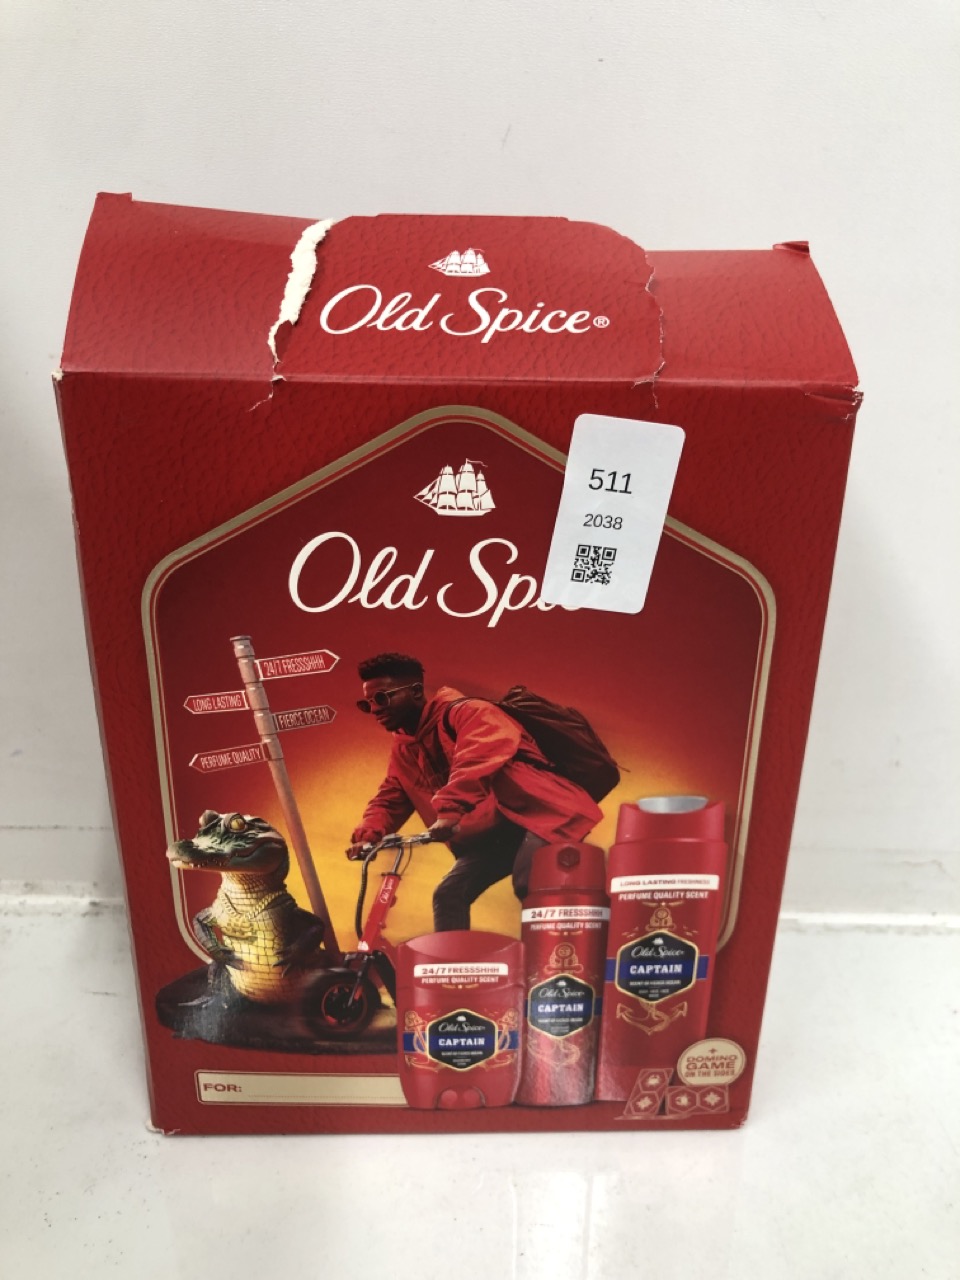 Old Spice®
511
2038
Old Sp
24/7 FRESSSHHH
LONG LASTING
FIERCE OCEAN
PERFUME QUALITY
LONG LASTING FRESHNESS
PERFUME QUALITY SCENT
24/7 FRESSSHHH
PERFUME QUALITY SCENT
24/7 FRESSSHHH
PERFUME QUALITY SCENT
Old Spice
CAPTAIN
Old Spice
CAPTAIN
Old Spice
CAPTAIN
Old Spice
DOMINO
GAME
ON THE SIDES
FOR: